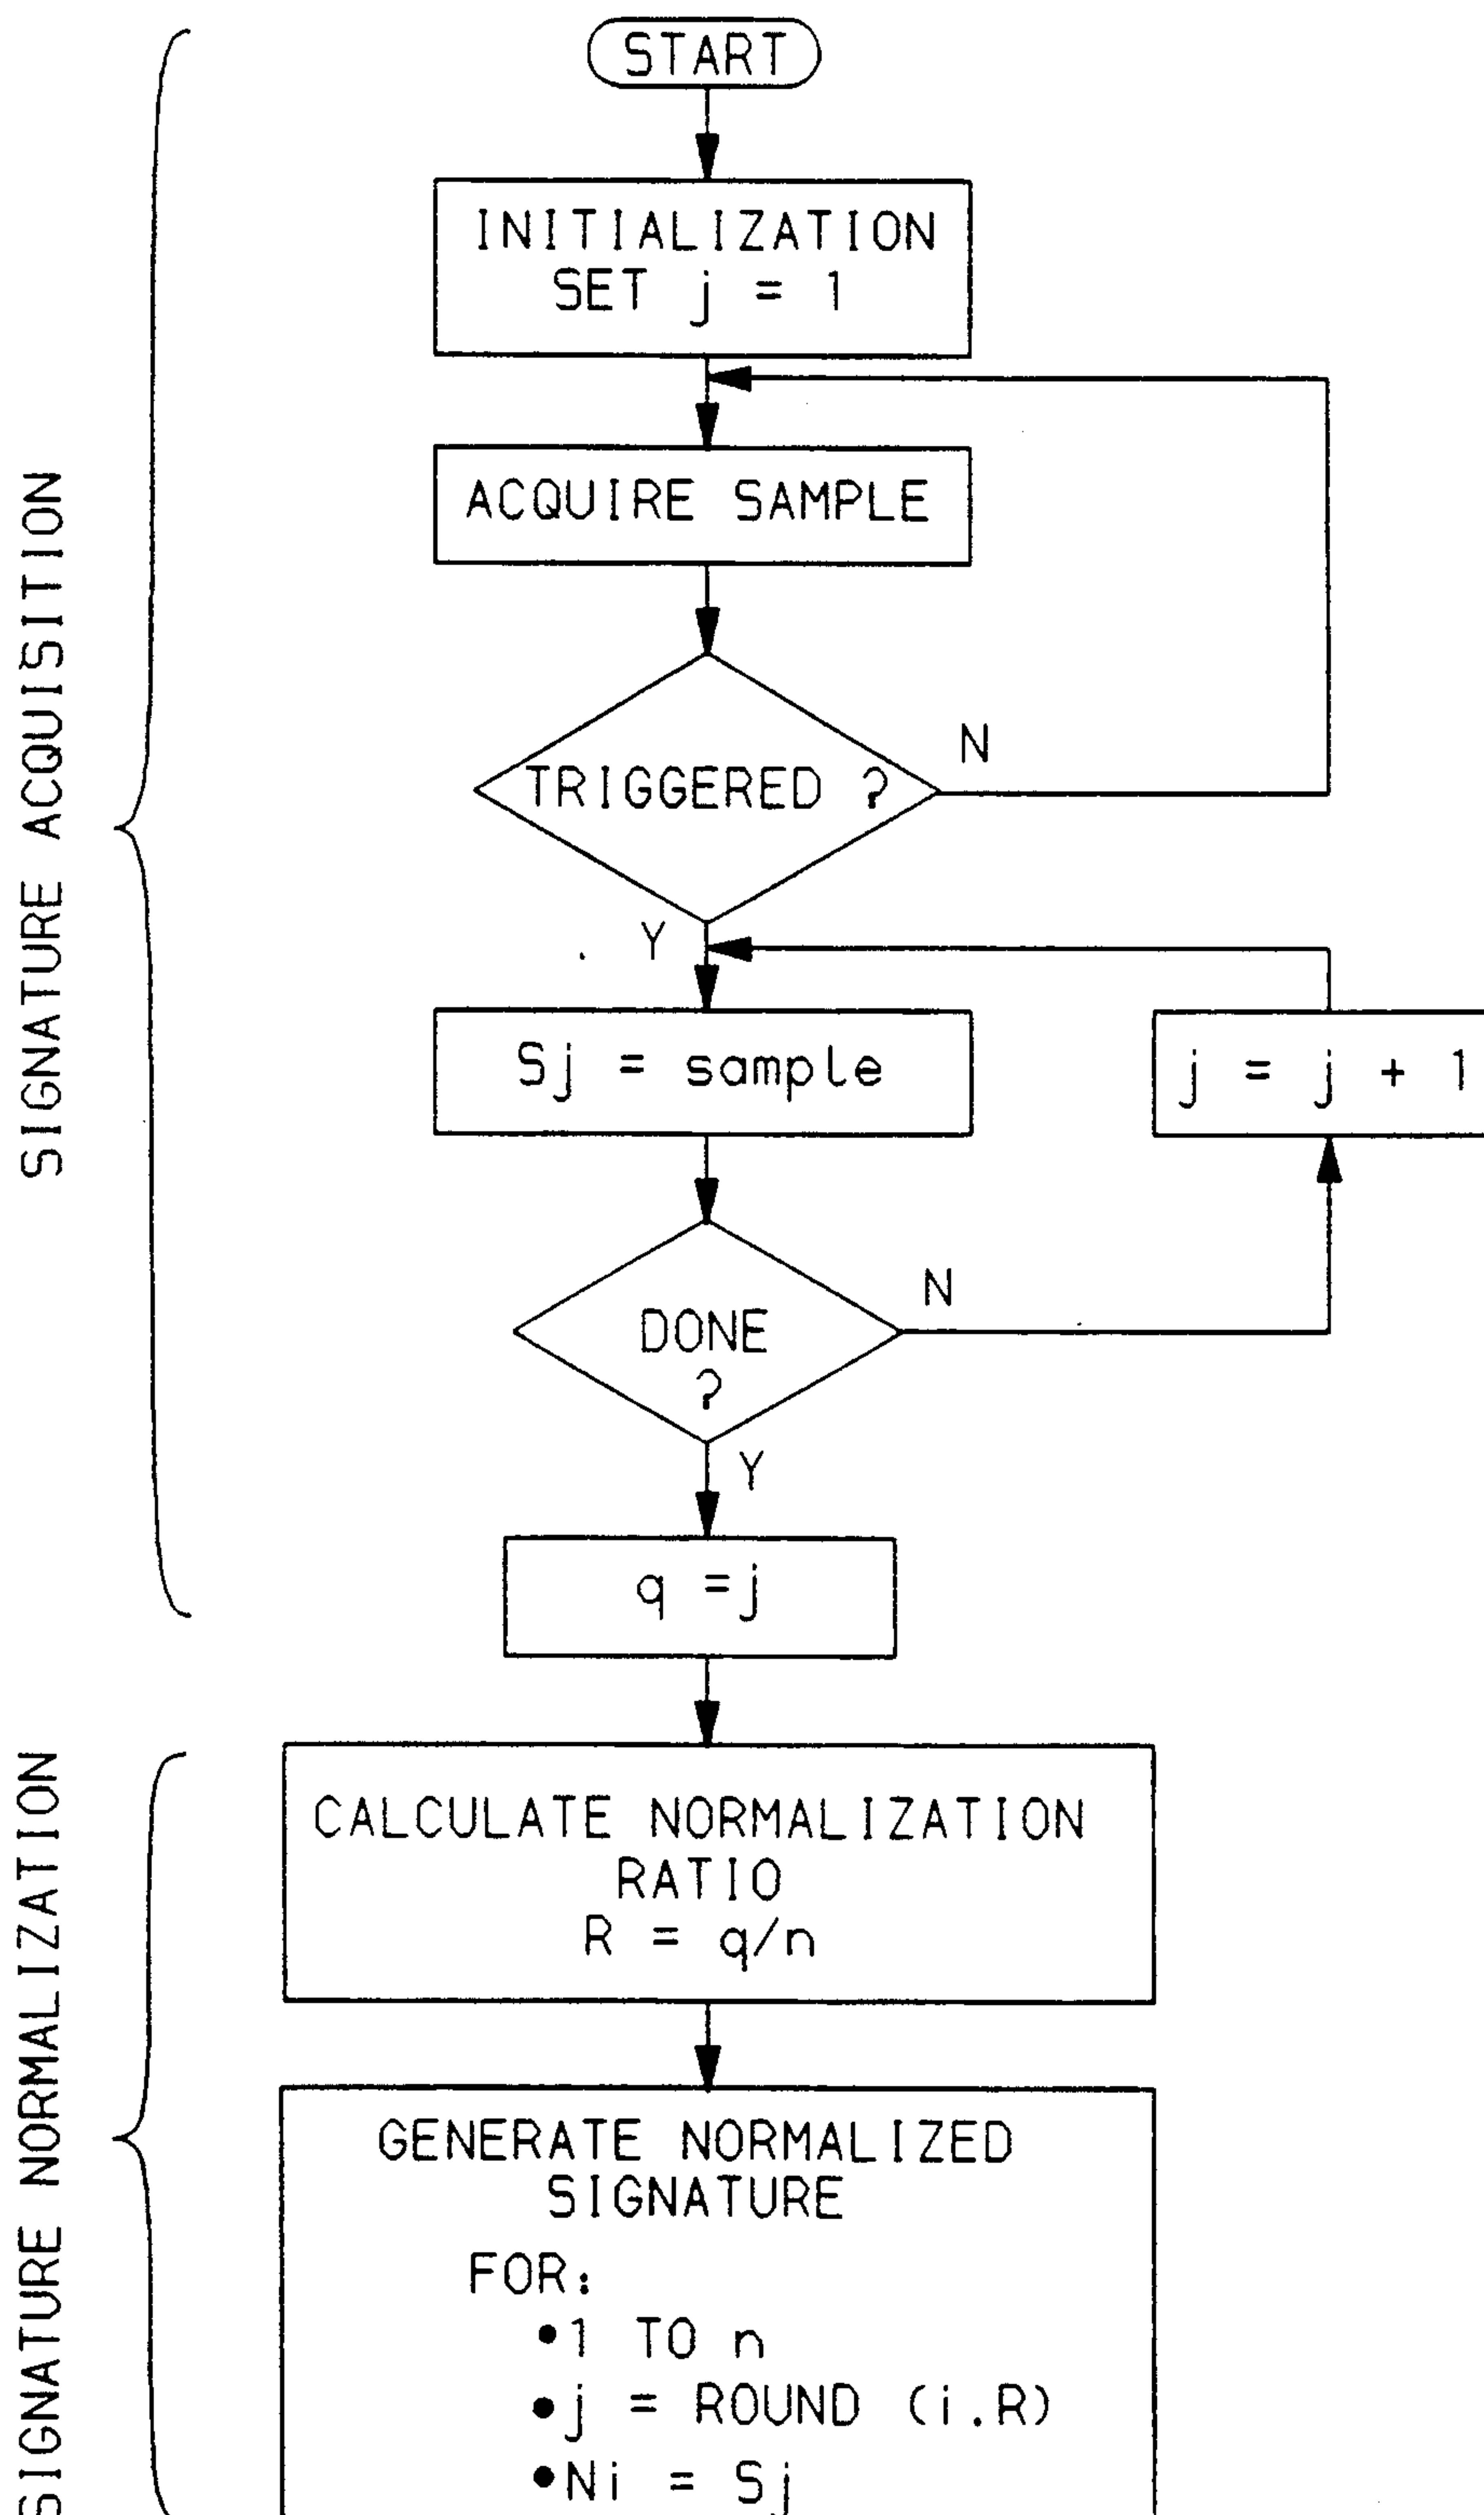 START
INITIALIZATION
SET j = 1
ACQUIRE SAMPLE
TRIGGERED ?
N
Y
Sj = sample
j = j + 1
DONE
?
N
Y
q =j
SIGNATURE ACQUISITION
CALCULATE NORMALIZATION
RATIO
R = q/n
GENERATE NORMALIZED
SIGNATURE
FOR:
•1 TO n
•j = ROUND (i.R)
•Ni = Sj
SIGNATURE NORMALIZATION